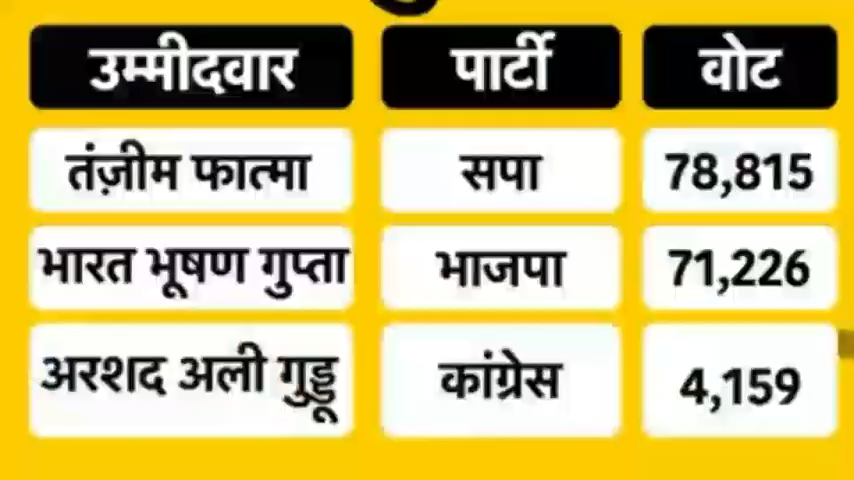 उम्मीदवार पार्टी वोट
तंज़ीम फात्मा सपा 78,815
भारत भूषण गुप्ता भाजपा 71,226
अरशद अली गुड्डू कांग्रेस 4,159